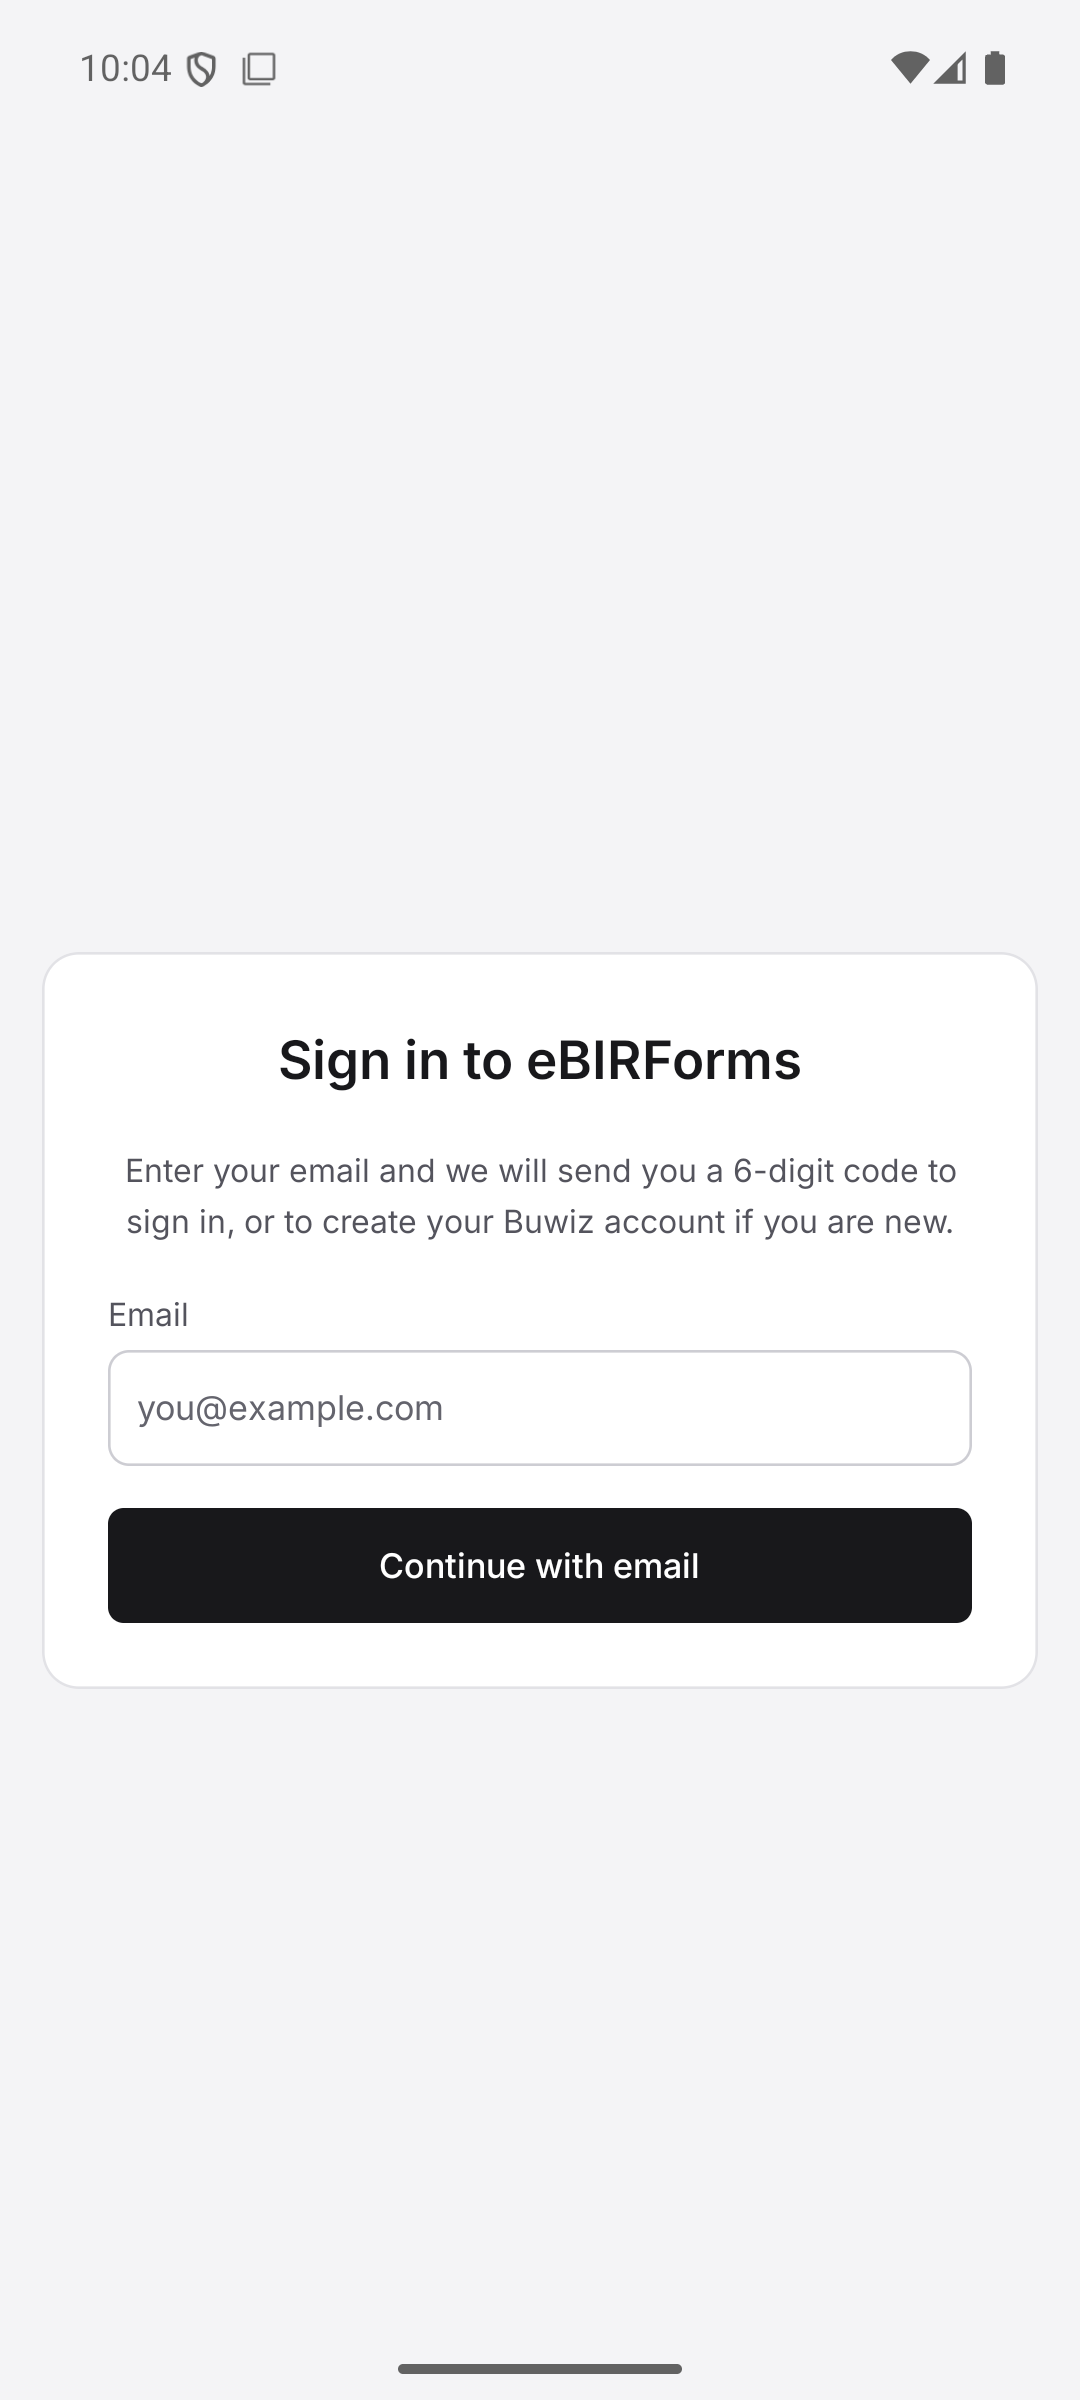 10:04
Sign in to eBIRForms
Enter your email and we will send you a 6-digit code to
sign in, or to create your Buwiz account if you are new.
Email
you@example.com
Continue with email